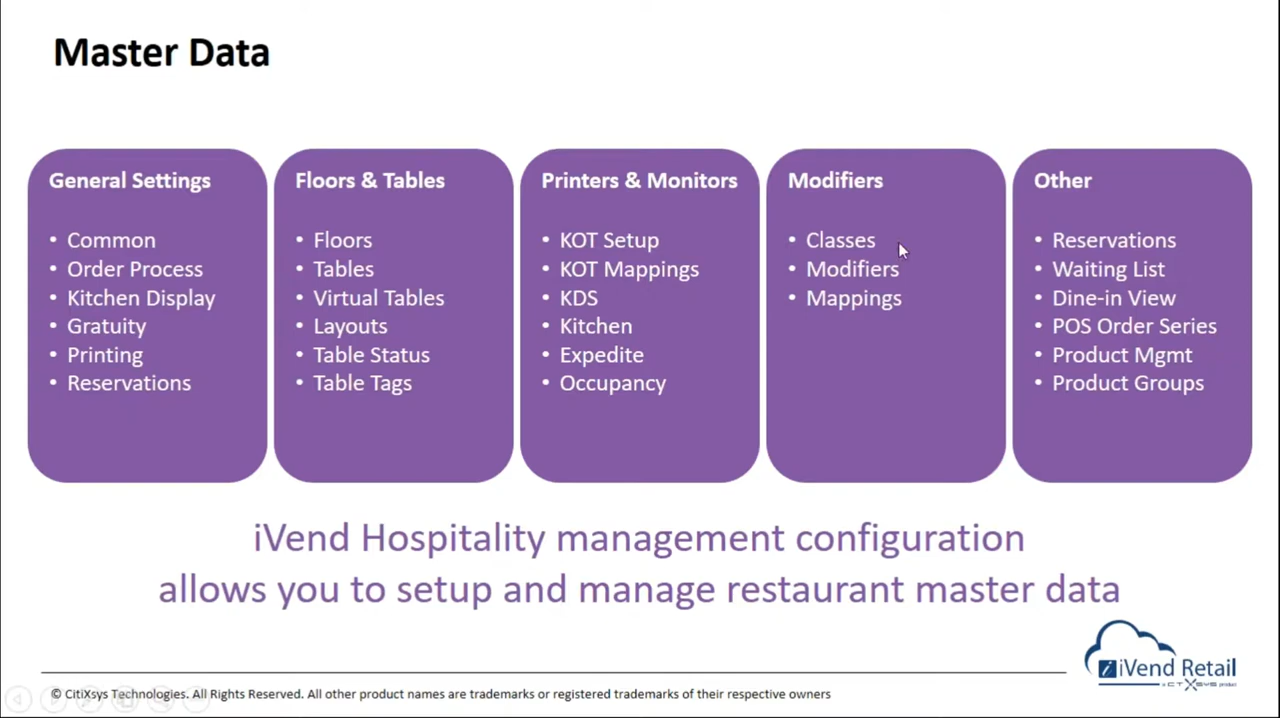 Master Data
General Settings
• Common
• Order Process
• Kitchen Display
• Gratuity
• Printing
• Reservations
Floors & Tables
• Floors
• Tables
• Virtual Tables
• Layouts
• Table Status
• Table Tags
Printers & Monitors
• KOT Setup
• KOT Mappings
• KDS
• Kitchen
• Expedite
• Occupancy
Modifiers
• Classes
• Modifiers
• Mappings
Other
• Reservations
• Waiting List
• Dine-in View
• POS Order Series
• Product Mgmt
• Product Groups
iVend Hospitality management configuration
allows you to setup and manage restaurant master data
i iVend Retail
a CTXSYS product
© CitiXsys Technologies. All Rights Reserved. All other product names are trademarks or registered trademarks of their respective owners